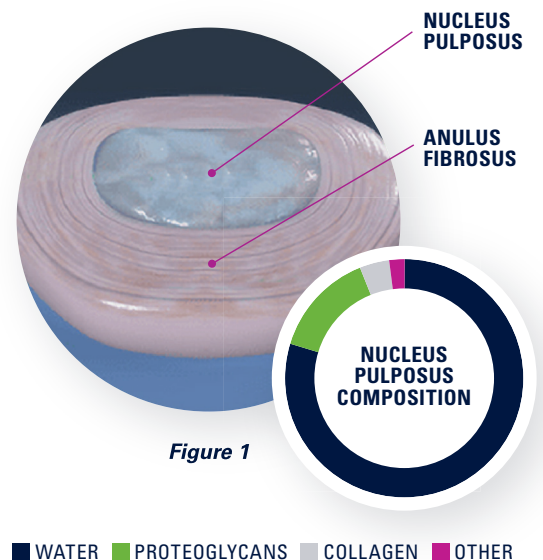 NUCLEUS
PULPOSUS
ANULUS
FIBROSUS
NUCLEUS
PULPOSUS
COMPOSITION
Figure 1
WATER PROTEOGLYCANS COLLAGEN OTHER